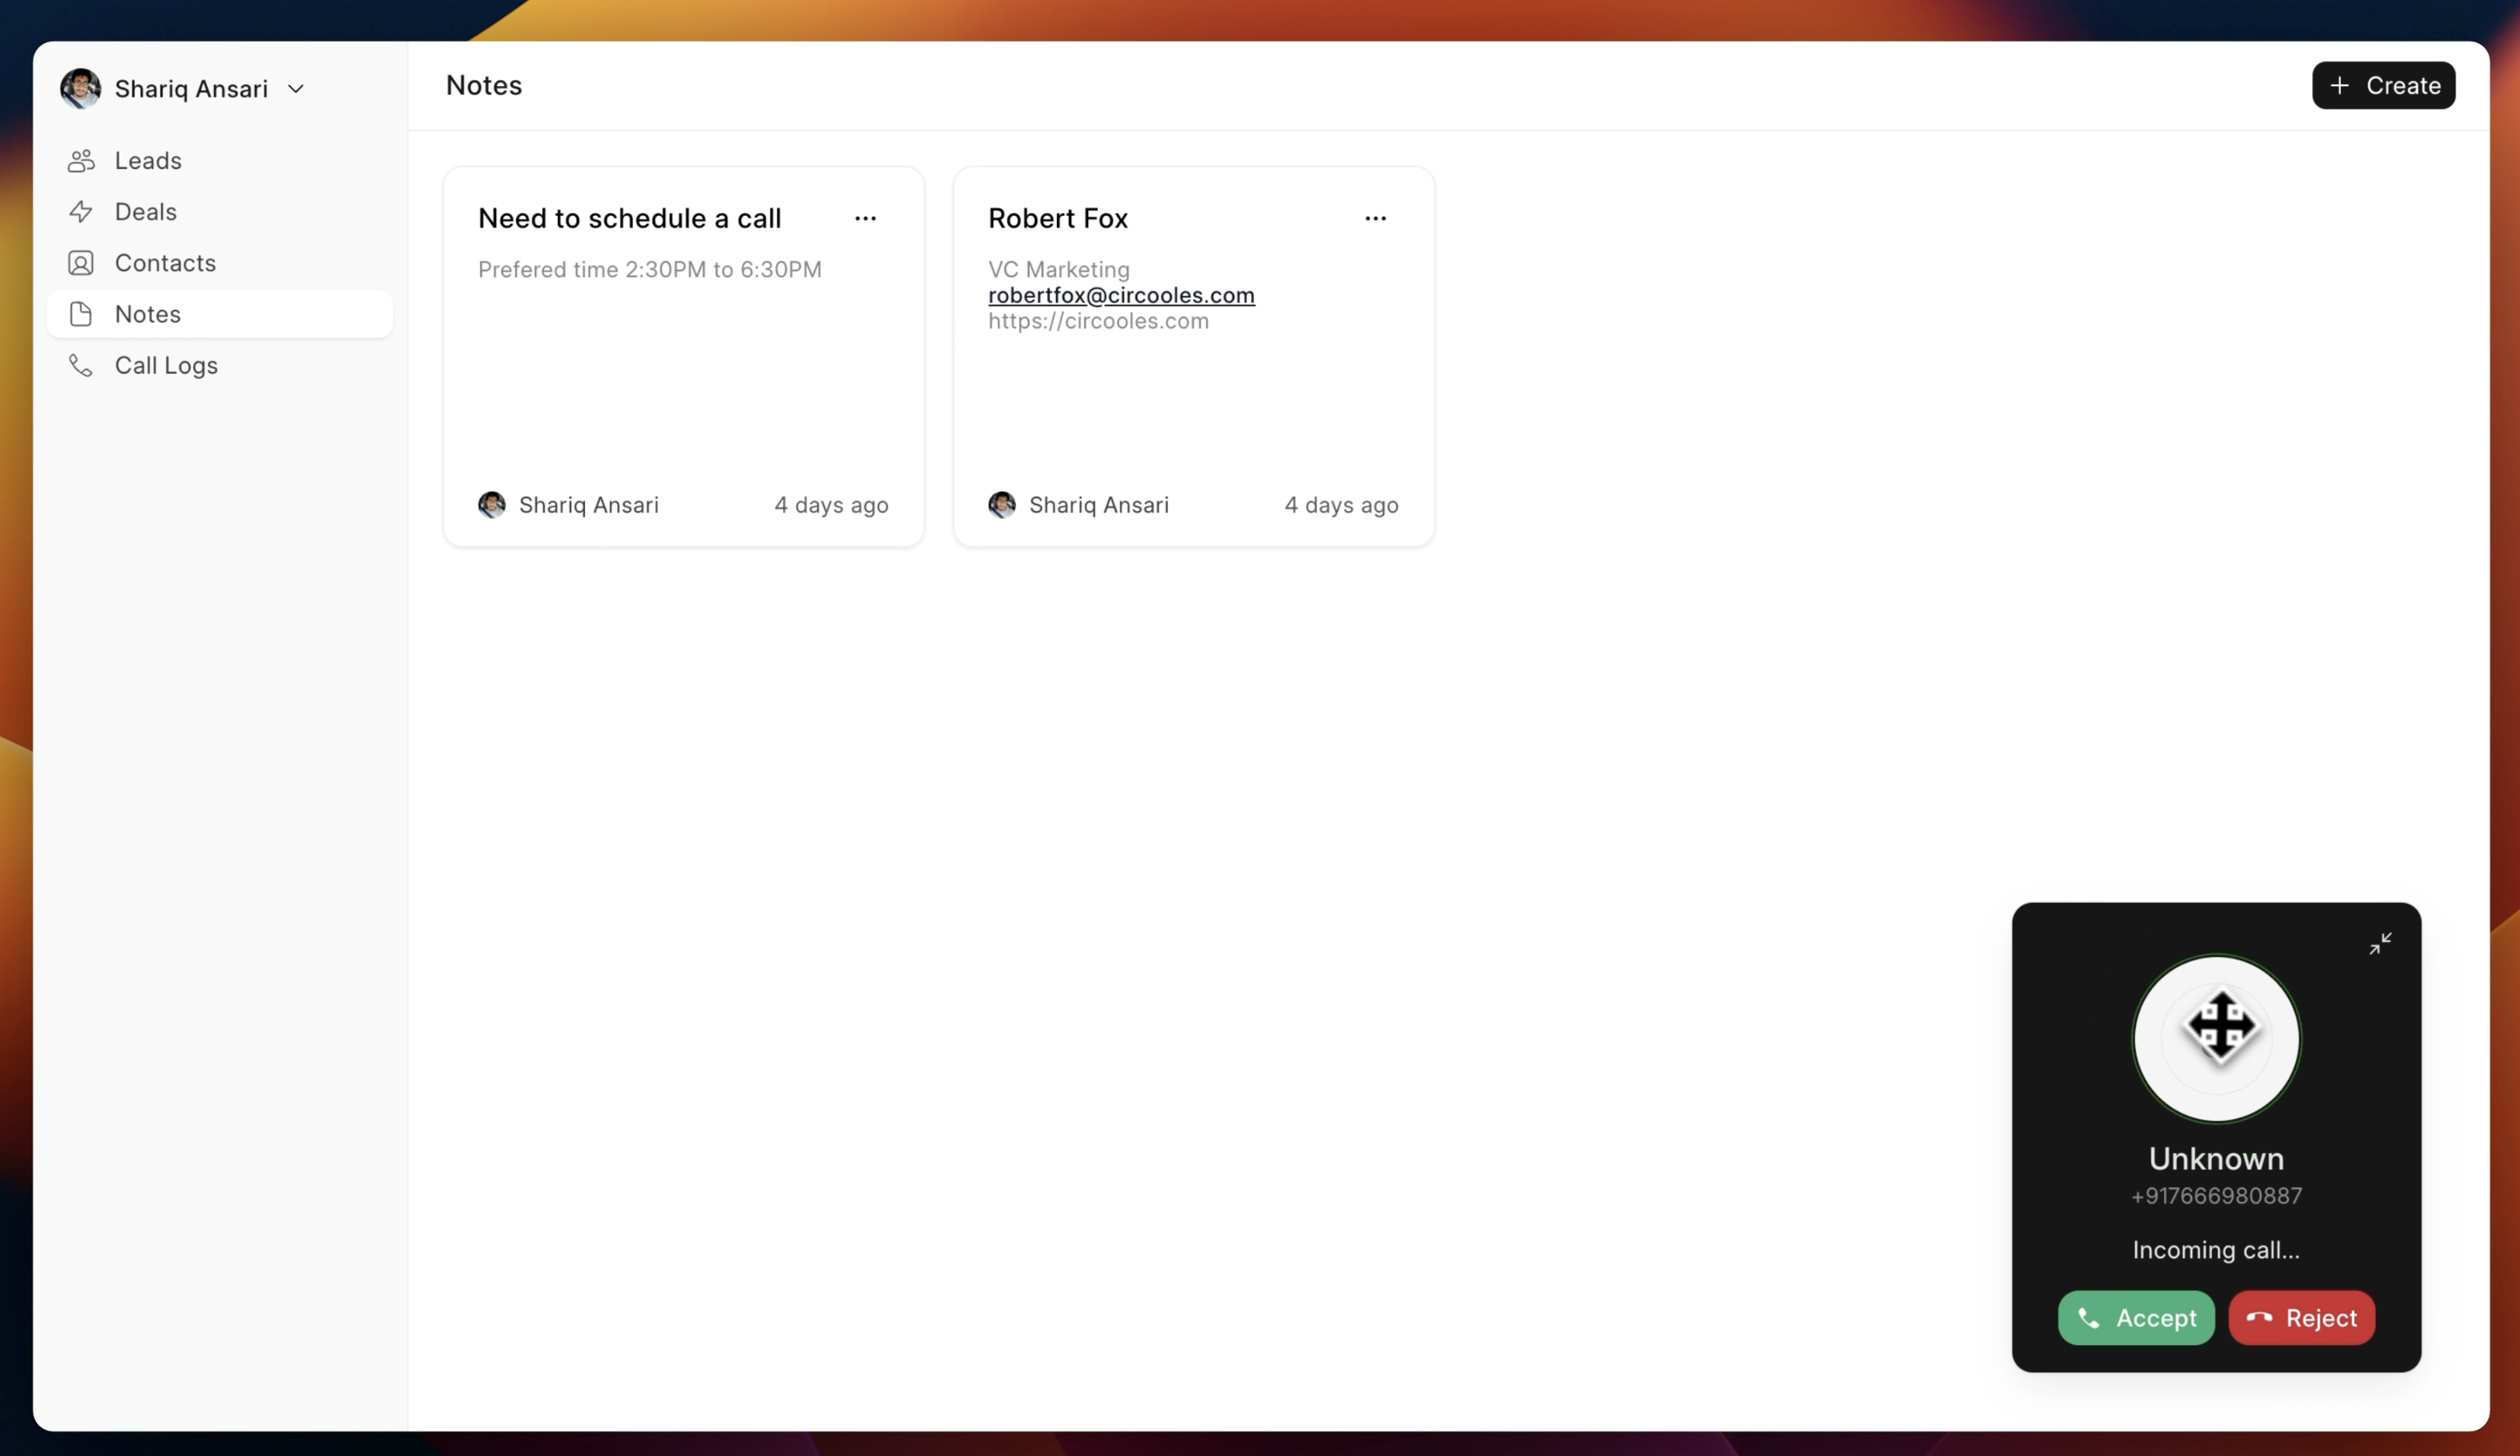 Shariq Ansari
Leads
Deals
Contacts
Notes
Call Logs
Notes
Create
Need to schedule a call
Prefered time 2:30PM to 6:30PM
Shariq Ansari 4 days ago
Robert Fox
VC Marketing
robertfox@circooles.com
https://circooles.com
Shariq Ansari 4 days ago
Unknown
+917666980887
Incoming call...
Accept
Reject